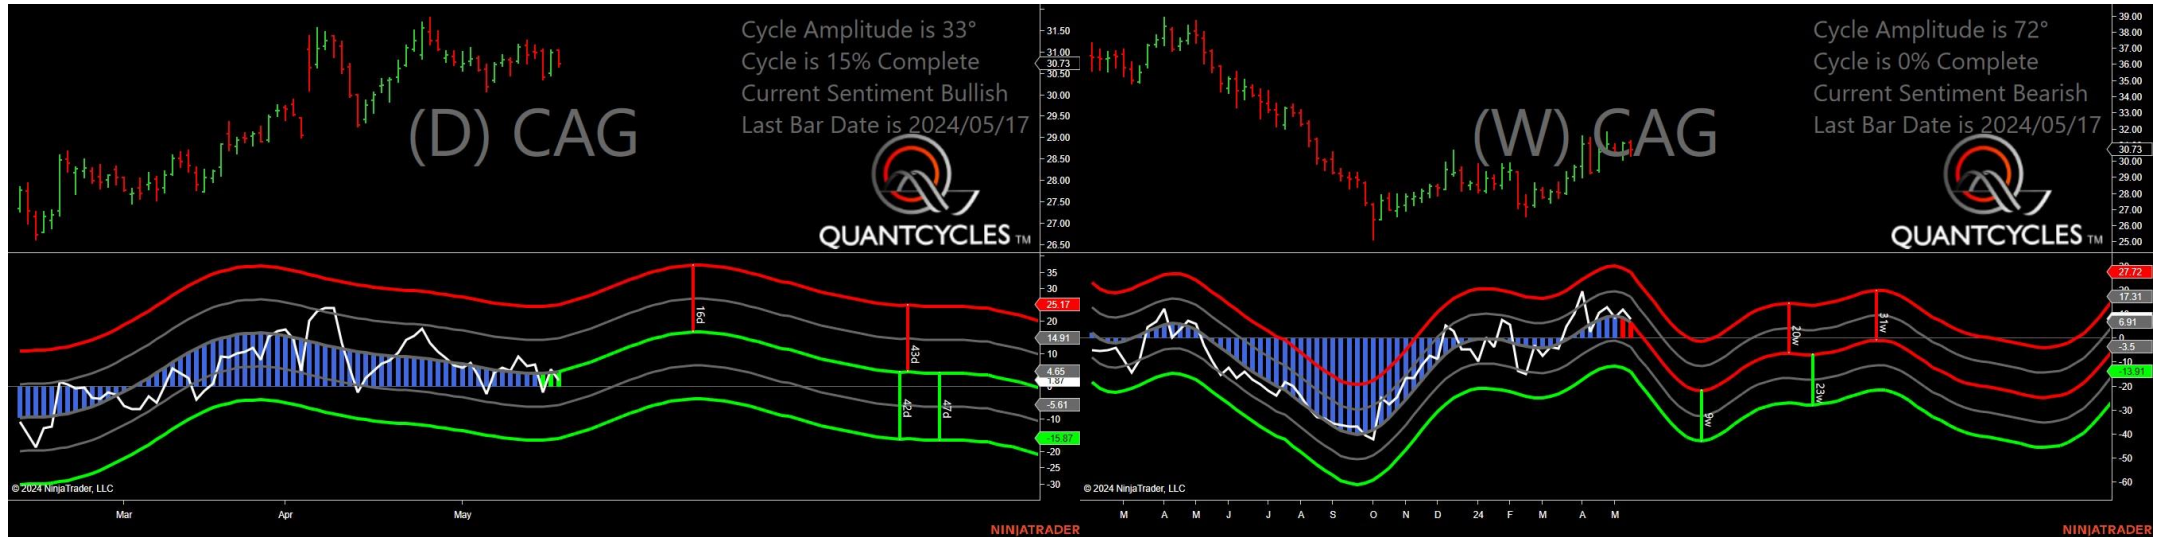 Cycle Amplitude is 33°
Cycle is 15% Complete
Current Sentiment Bullish
Last Bar Date is 2024/05/17
(D) CAG
QUANTCYCLES TM
31.50
31.00
30.73
30.50
30.00
29.50
29.00
28.50
28.00
27.50
27.00
26.50
35
30
25.17
20
14.91
10
4.65
1.87
-5.61
-10
-15.87
-20
-25
-30
16d
43d
42d
47d
© 2024 NinjaTrader, LLC
Mar
Apr
May
NINJATRADER
Cycle Amplitude is 72°
Cycle is 0% Complete
Current Sentiment Bearish
Last Bar Date is 2024/05/17
(W) CAG
QUANTCYCLES TM
39.00
38.00
37.00
36.00
35.00
34.00
33.00
32.00
30.73
30.00
29.00
28.00
27.00
26.00
25.00
27.72
17.31
6.91
0
-3.5
-10
-13.91
-20
-30
-40
-50
-60
20w
31w
9w
23w
© 2024 NinjaTrader, LLC
M A M J J A S O N D 24 F M A M
NINJATRADER